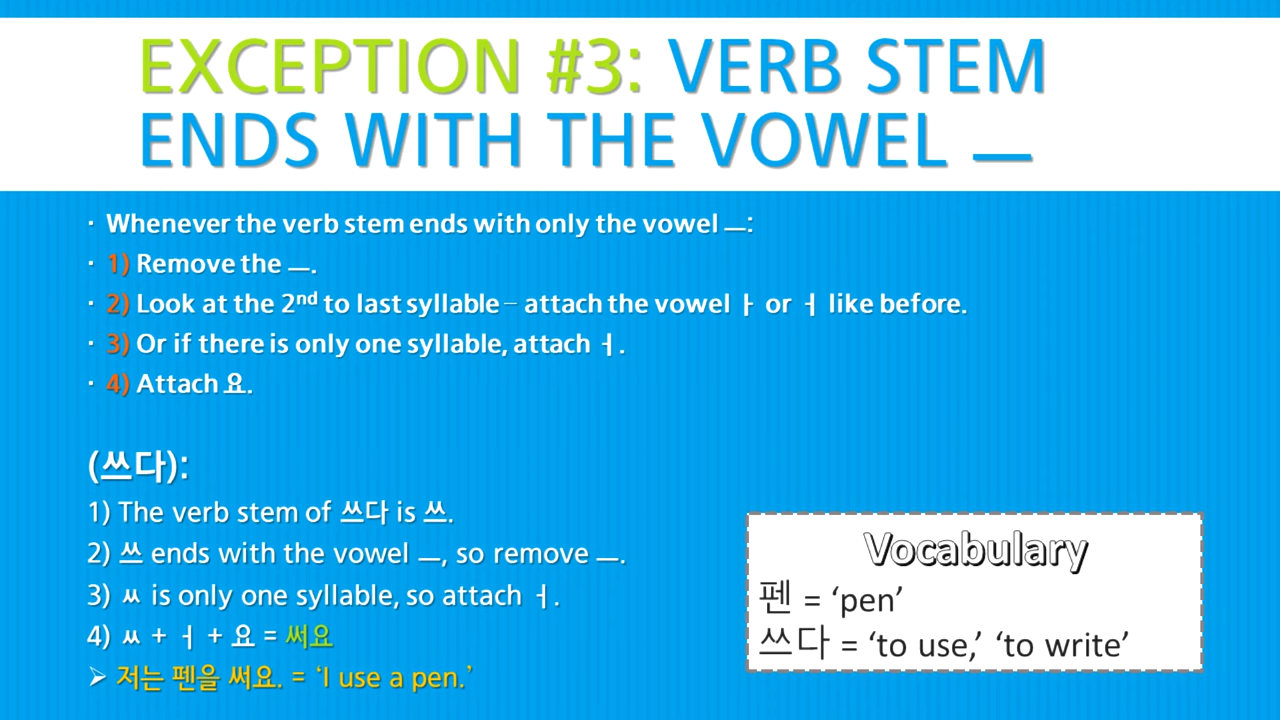 EXCEPTION #3: VERB STEM
ENDS WITH THE VOWEL ㅡ
· Whenever the verb stem ends with only the vowel ㅡ:
· 1) Remove the ㅡ.
· 2) Look at the 2nd to last syllable – attach the vowel ㅏ or ㅓ like before.
· 3) Or if there is only one syllable, attach ㅓ.
· 4) Attach 요.
(쓰다):
1) The verb stem of 쓰다 is 쓰.
2) 쓰 ends with the vowel ㅡ, so remove ㅡ.
3) ㅆ is only one syllable, so attach ㅓ.
4) ㅆ + ㅓ + 요 = 써요
➢ 저는 펜을 써요. = ‘I use a pen.’
Vocabulary
펜 = ‘pen’
쓰다 = ‘to use,’ ‘to write’